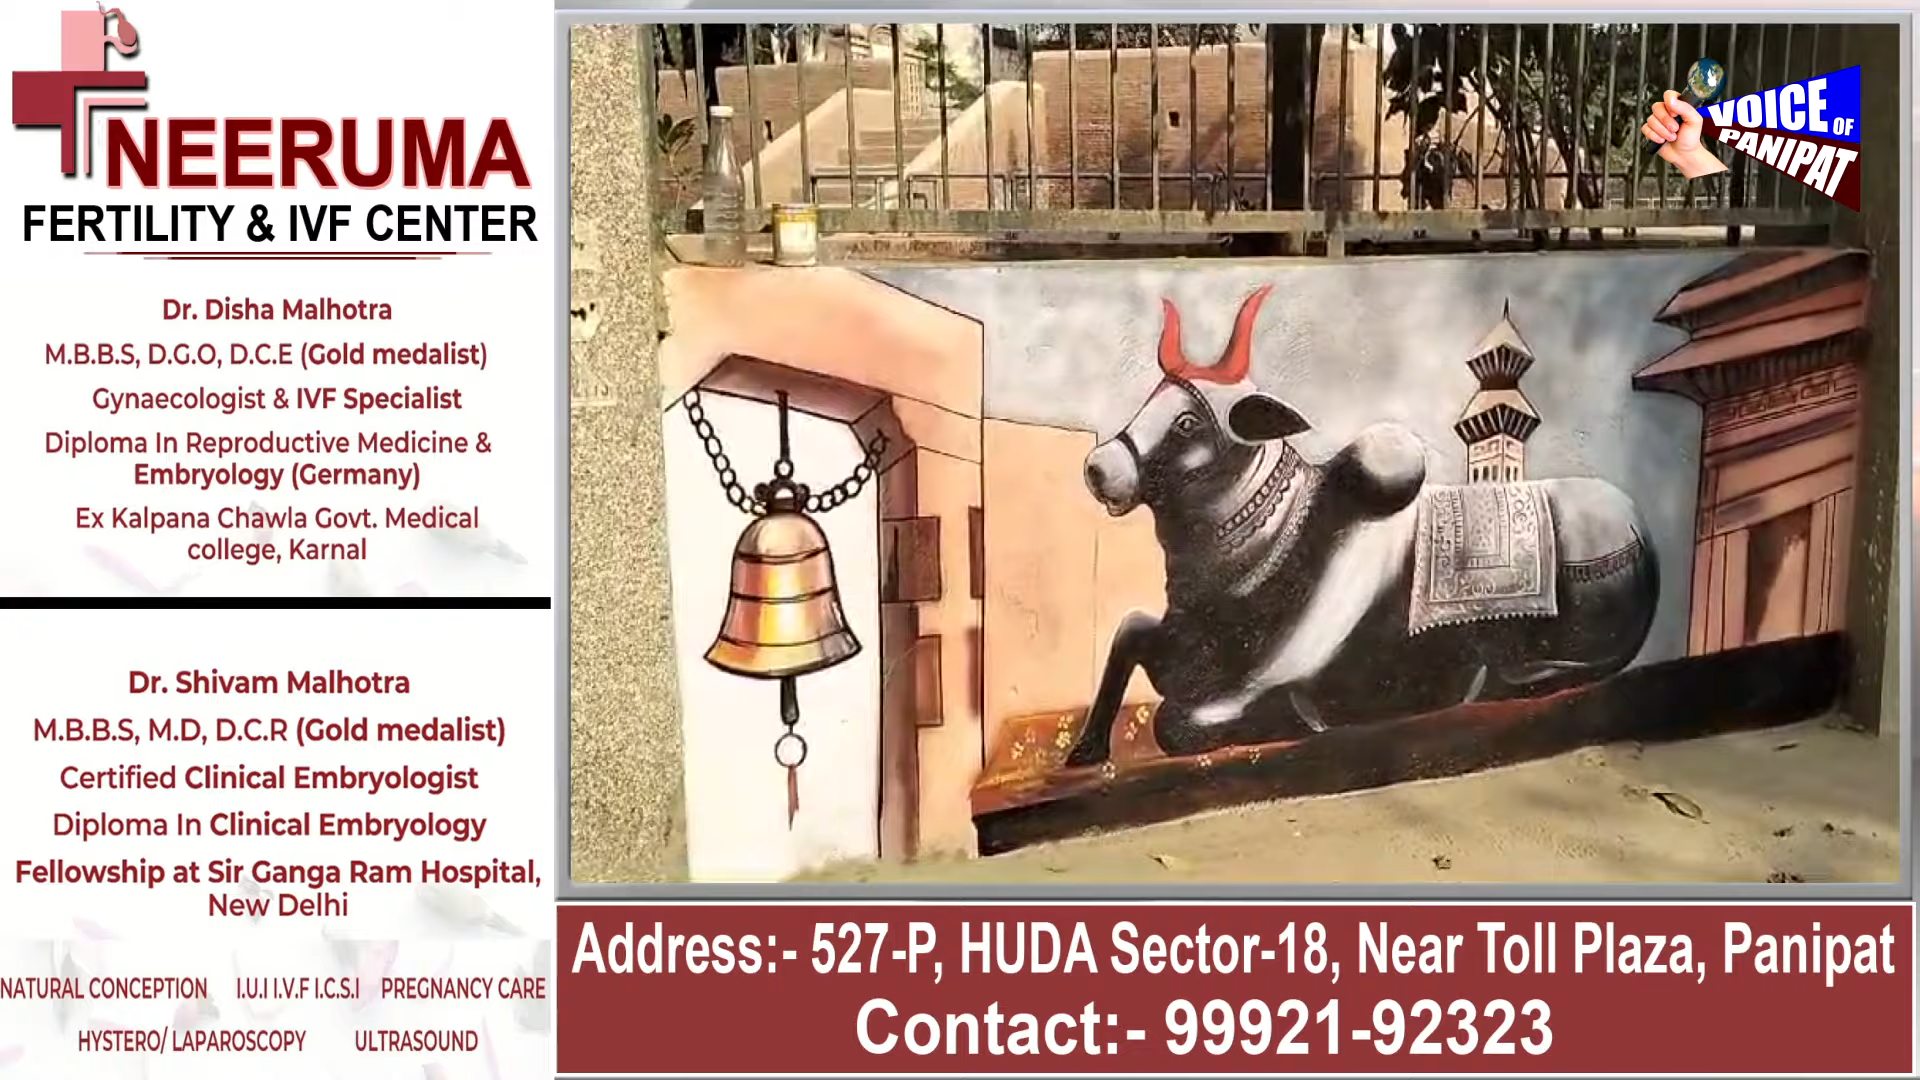 NEERUMA
FERTILITY & IVF CENTER
Dr. Disha Malhotra
M.B.B.S, D.G.O, D.C.E (Gold medalist)
Gynaecologist & IVF Specialist
Diploma In Reproductive Medicine &
Embryology (Germany)
Ex Kalpana Chawla Govt. Medical
college, Karnal
Dr. Shivam Malhotra
M.B.B.S, M.D, D.C.R (Gold medalist)
Certified Clinical Embryologist
Diploma In Clinical Embryology
Fellowship at Sir Ganga Ram Hospital,
New Delhi
NATURAL CONCEPTION I.U.I I.V.F I.C.S.I PREGNANCY CARE
HYSTERO/ LAPAROSCOPY ULTRASOUND
VOICE OF
PANIPAT
Address:- 527-P, HUDA Sector-18, Near Toll Plaza, Panipat
Contact:- 99921-92323